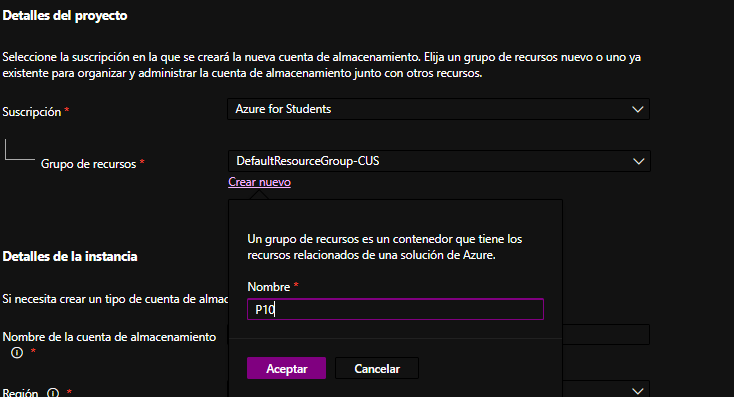 Detalles del proyecto
Seleccione la suscripción en la que se creará la nueva cuenta de almacenamiento. Elija un grupo de recursos nuevo o uno ya
existente para organizar y administrar la cuenta de almacenamiento junto con otros recursos.
Suscripción *
Azure for Students
Grupo de recursos *
DefaultResourceGroup-CUS
Crear nuevo
Un grupo de recursos es un contenedor que tiene los
recursos relacionados de una solución de Azure.
Nombre *
P10
Aceptar
Cancelar
Detalles de la instancia
Si necesita crear un tipo de cuenta de
Nombre de la cuenta de almacenamiento
*
Región *